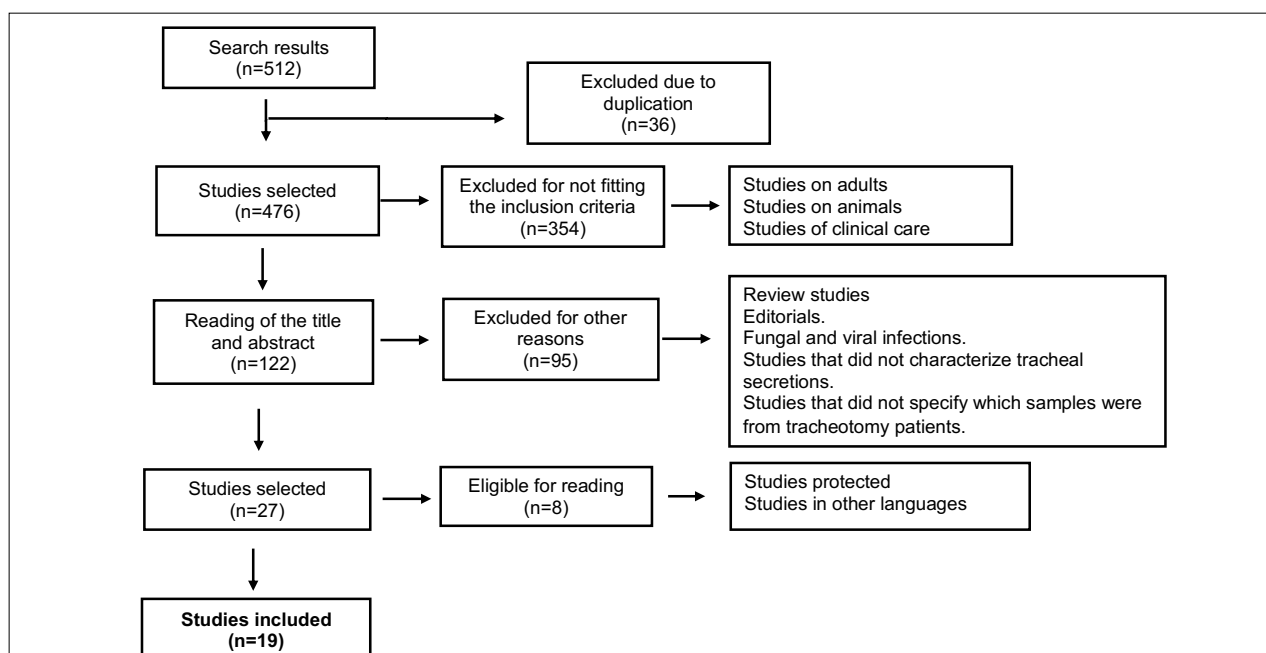 Search results
(n=512)
Excluded due to
duplication
(n=36)
Studies selected
(n=476)
Excluded for not fitting
the inclusion criteria
(n=354)
Studies on adults
Studies on animals
Studies of clinical care
Reading of the title
and abstract
(n=122)
Excluded for other
reasons
(n=95)
Review studies
Editorials.
Fungal and viral infections.
Studies that did not characterize tracheal
secretions.
Studies that did not specify which samples were
from tracheotomy patients.
Studies selected
(n=27)
Eligible for reading
(n=8)
Studies protected
Studies in other languages
Studies included
(n=19)